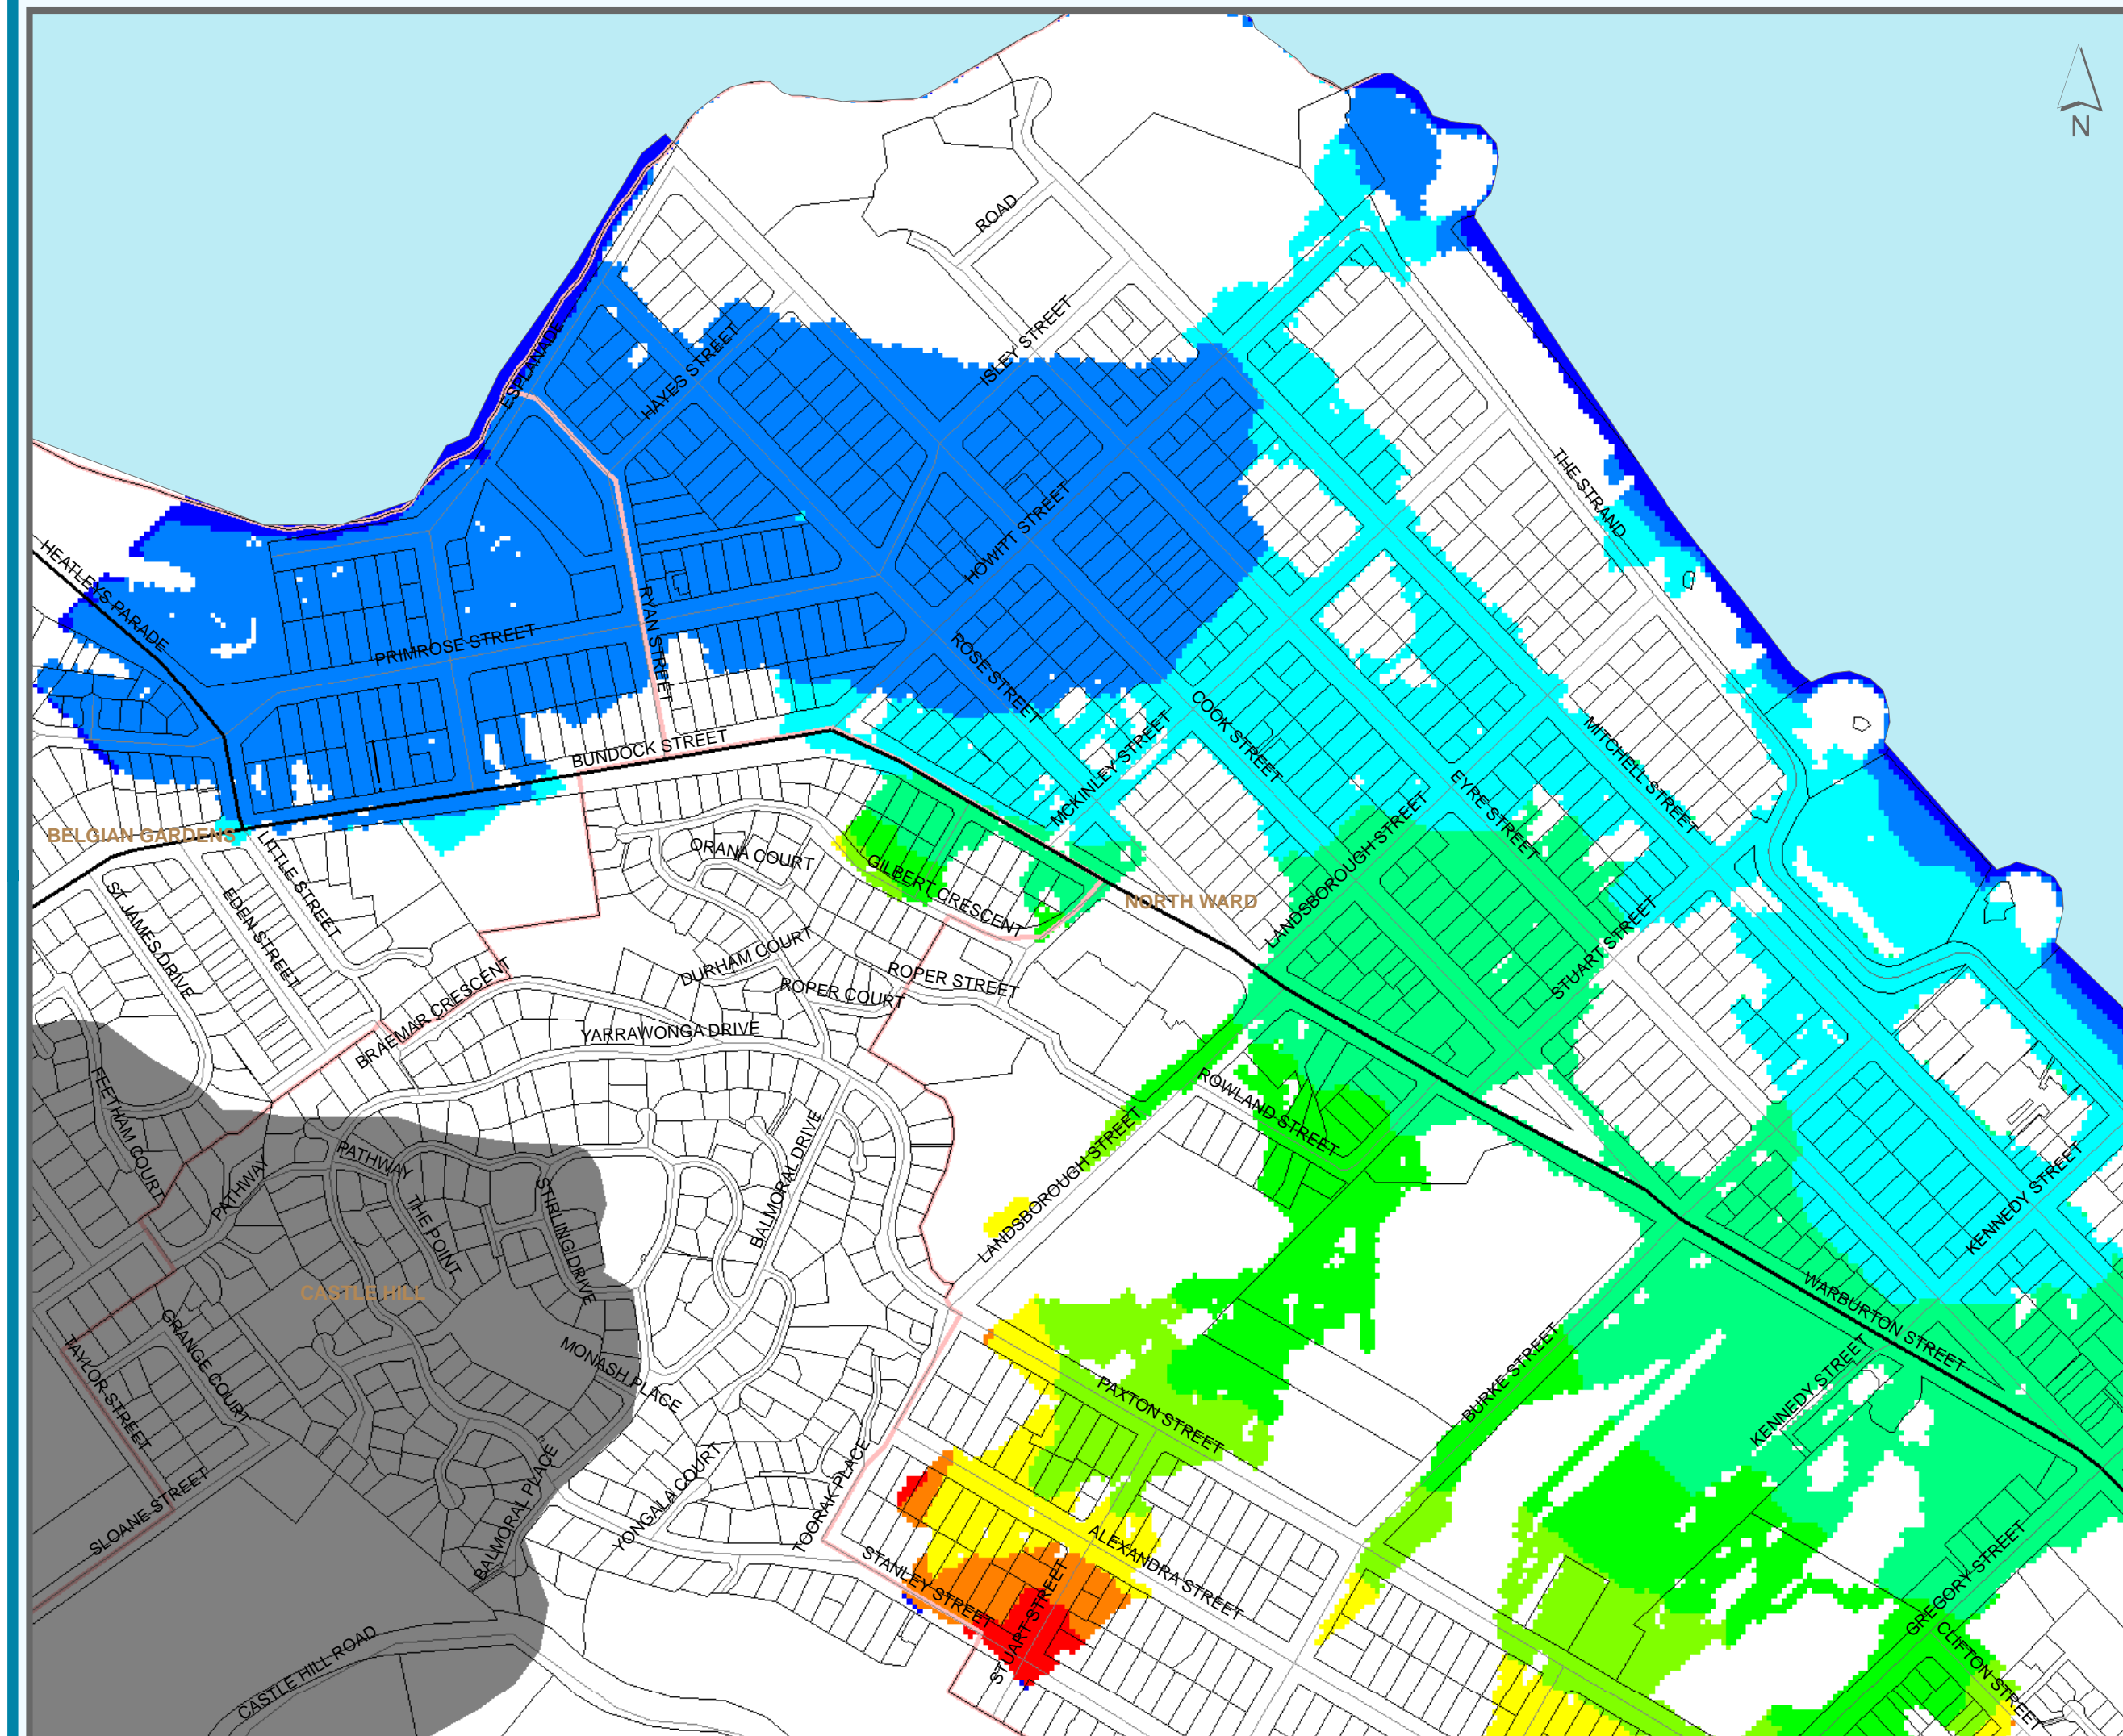 N
ROAD
ISLEY STREET
ESPLANADE
HAYES STREET
THE STRAND
HOWITT STREET
HEATLEYS PARADE
PRIMROSE STREET
RYAN STREET
ROSE STREET
COOK STREET
MCKINLEY STREET
MITCHELL STREET
BUNDOCK STREET
EYRE STREET
LANDSBOROUGH STREET
BELGIAN GARDENS
LITTLE STREET
ORANA COURT
GILBERT CRESCENT
NORTH WARD
ST JAMES DRIVE
EDEN STREET
STUART STREET
DURHAM COURT
ROPER STREET
ROPER COURT
BRAEMAR CRESCENT
YARRAWONGA DRIVE
FEETHAM COURT
ROWLAND STREET
LANDSBOROUGH STREET
PATHWAY
PATHWAY
BALMORAL DRIVE
THE POINT
STIRLING DRIVE
KENNEDY STREET
CASTLE HILL
WARBURTON STREET
GRANGE COURT
TAYLOR STREET
MONASH PLACE
PAXTON STREET
BURKE STREET
KENNEDY STREET
SLOANE STREET
BALMORAL PLACE
YONGALA COURT
TOORAK PLACE
ALEXANDRA STREET
STANLEY STREET
STUART STREET
GREGORY STREET
CLIFTON STREET
CASTLE HILL ROAD